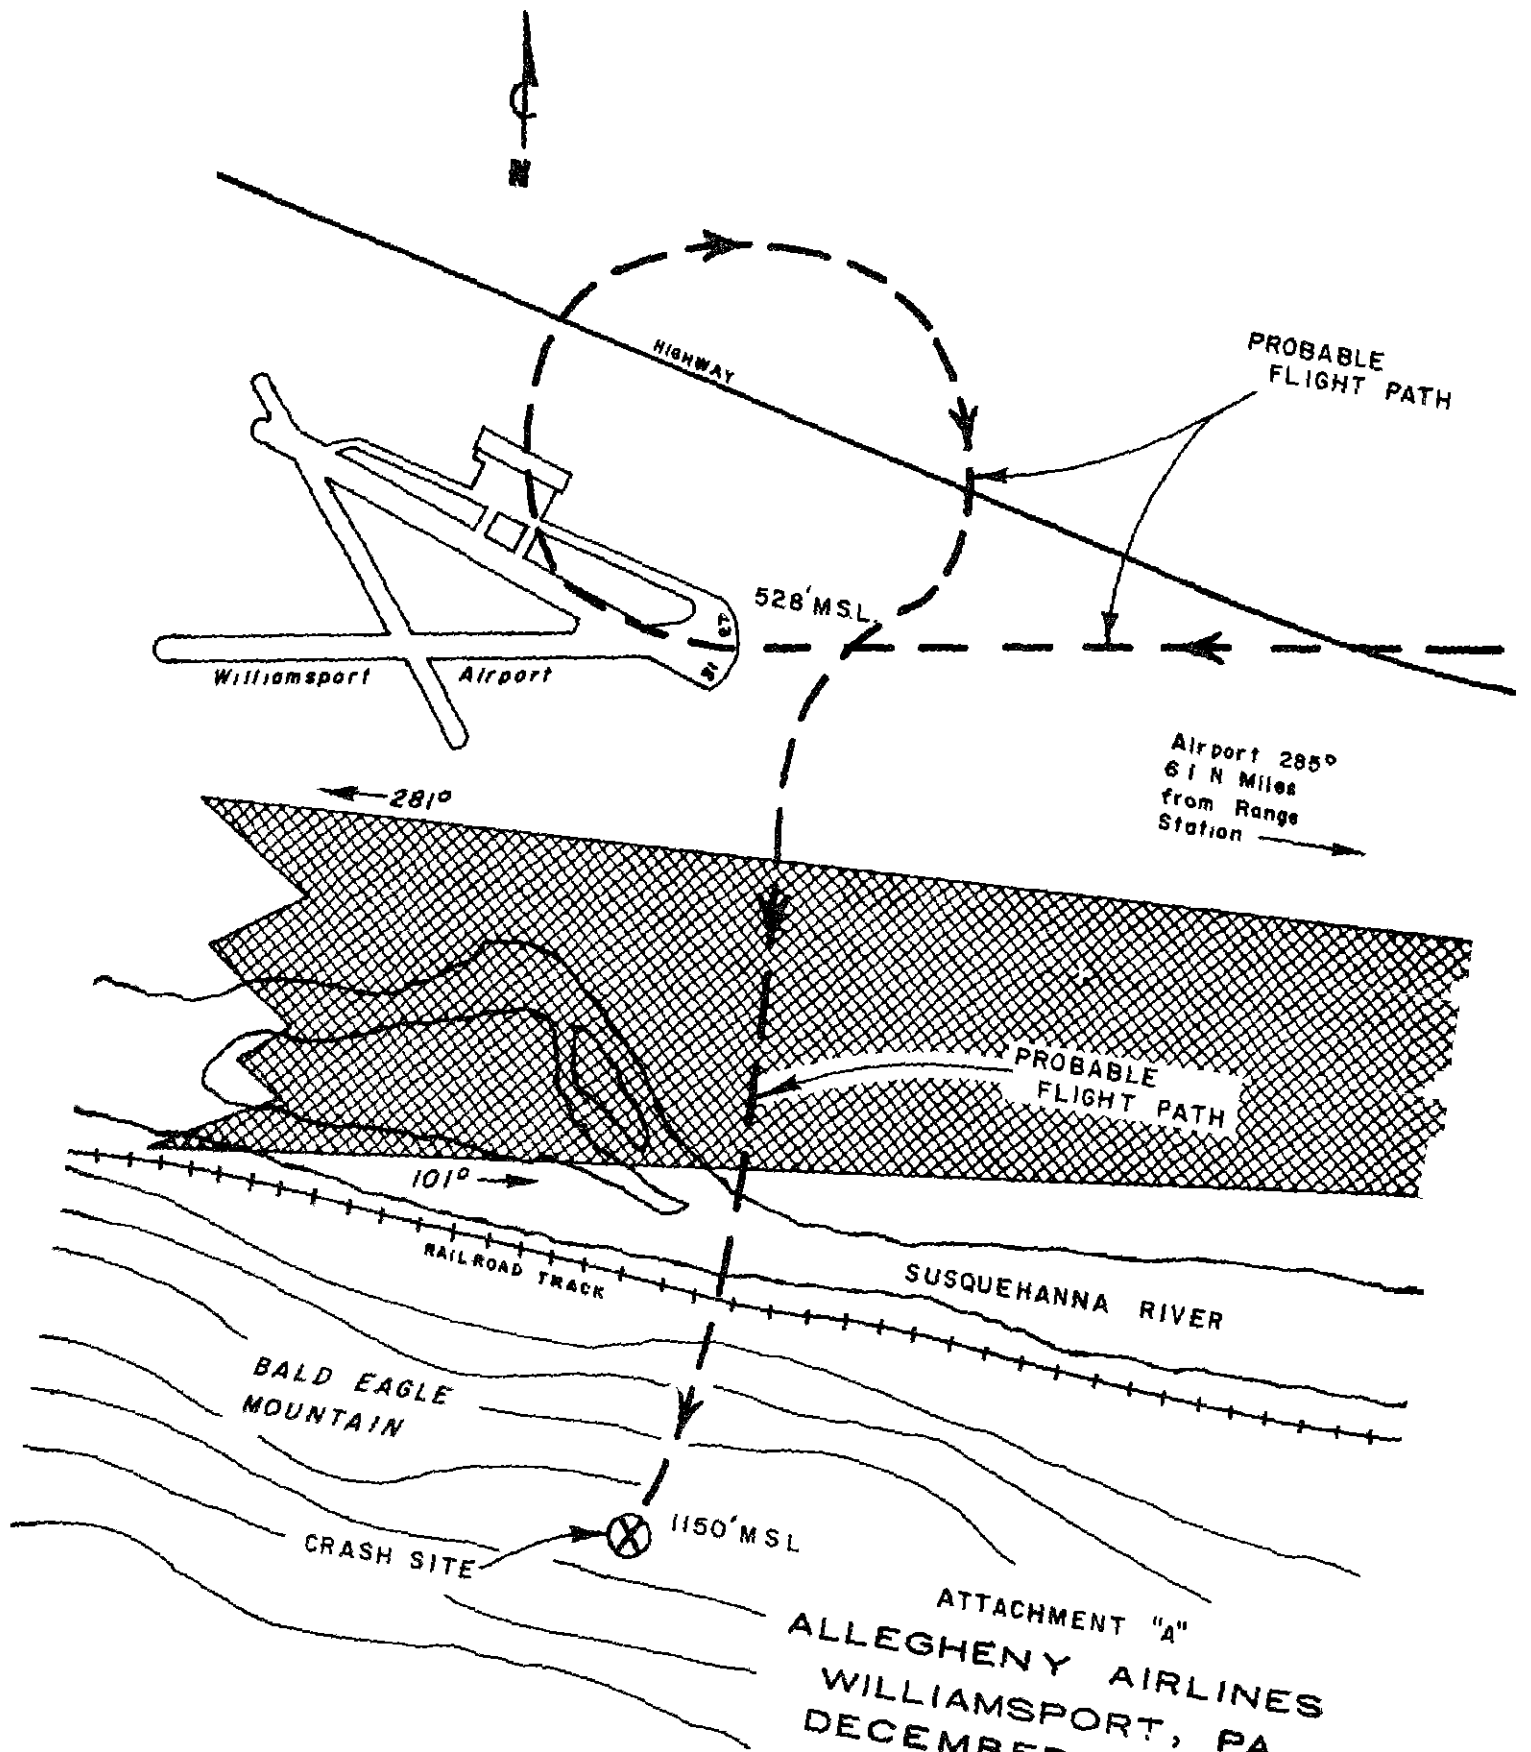 N
HIGHWAY
PROBABLE
FLIGHT PATH
528' M.S.L.
Williamsport Airport
Airport 285°
6 1 N Miles
from Range
Station
281°
PROBABLE
FLIGHT PATH
101°
RAILROAD TRACK
SUSQUEHANNA RIVER
BALD EAGLE
MOUNTAIN
CRASH SITE
1150' MSL
ATTACHMENT "A"
ALLEGHENY AIRLINES
WILLIAMSPORT, PA
DECEMBER